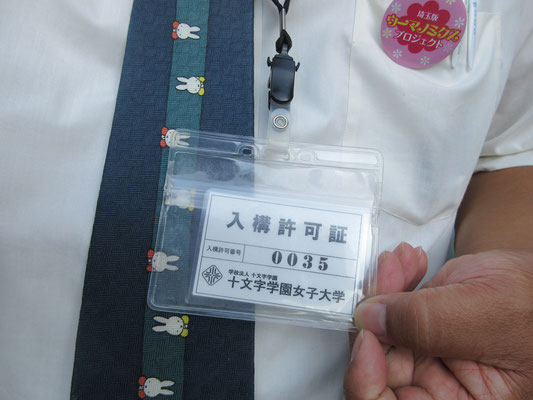 埼玉版
ウーマノミクス
プロジェクト
入構許可証
入構許可番号 0035
学校法人 十文字学園
十文字学園女子大学